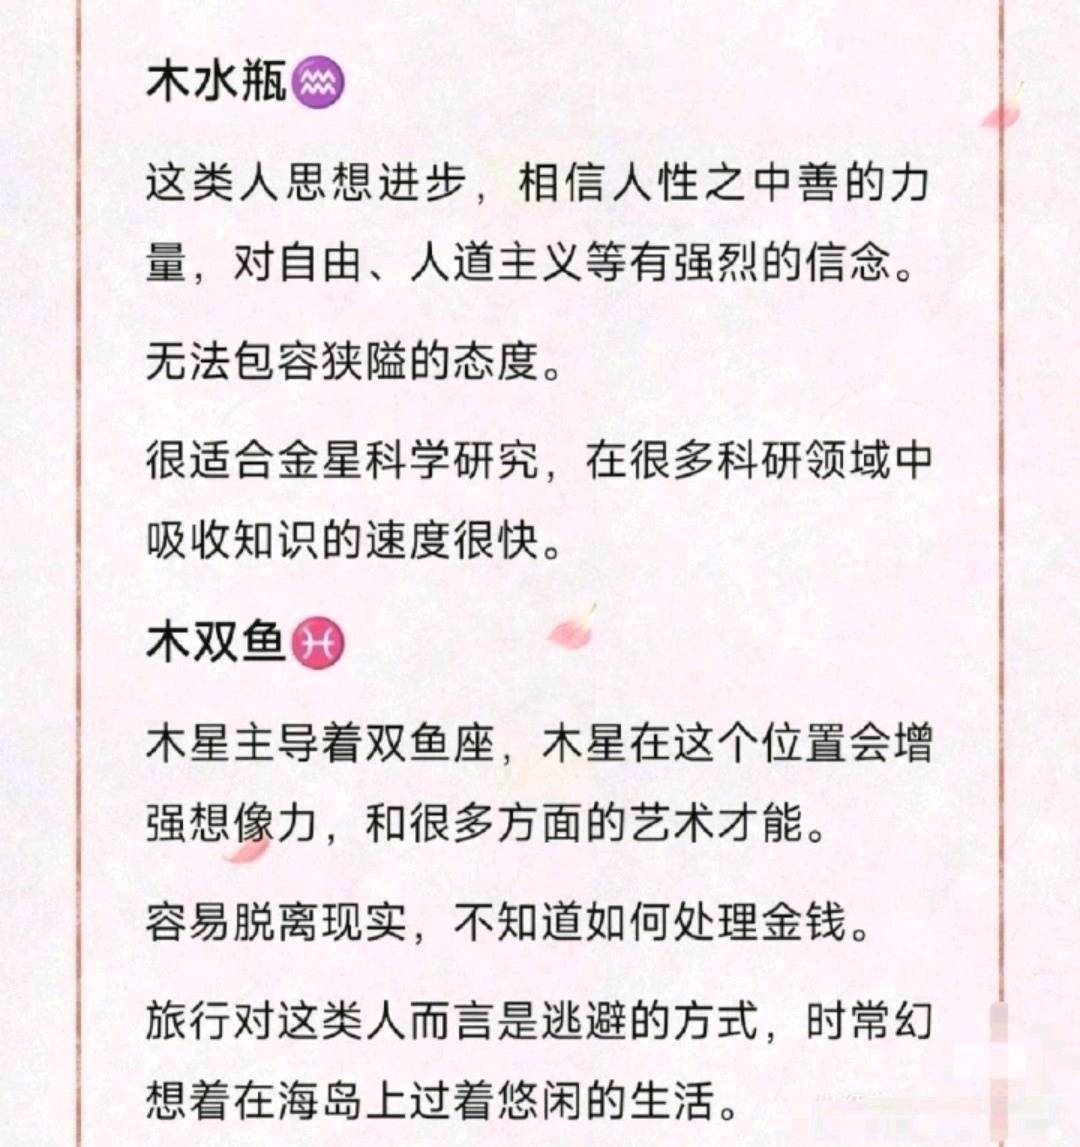 木水瓶♒
这类人思想进步，相信人性之中善的力
量，对自由、人道主义等有强烈的信念。
无法包容狭隘的态度。
很适合金星科学研究，在很多科研领域中
吸收知识的速度很快。
木双鱼♓
木星主导着双鱼座，木星在这个位置会增
强想像力，和很多方面的艺术才能。
容易脱离现实，不知道如何处理金钱。
旅行对这类人而言是逃避的方式，时常幻
想着在海岛上过着悠闲的生活。